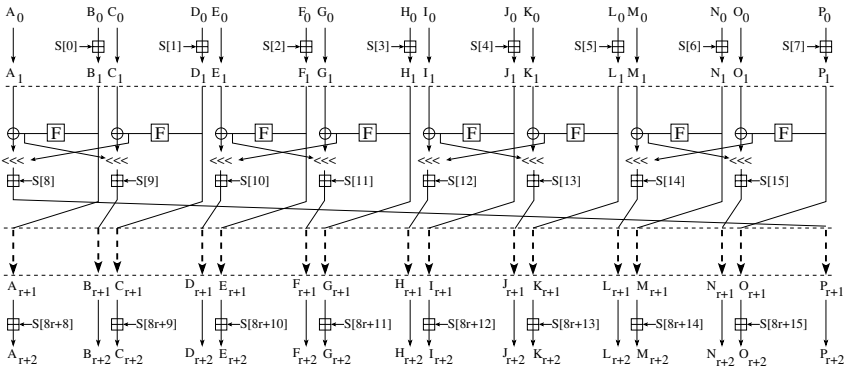 A0 B0 C0 D0 E0 F0 G0 H0 I0 J0 K0 L0 M0 N0 O0 P0
S[0] S[1] S[2] S[3] S[4] S[5] S[6] S[7]
A1 B1 C1 D1 E1 F1 G1 H1 I1 J1 K1 L1 M1 N1 O1 P1
F F F F F F F F
<<< <<< <<< <<< <<< <<< <<< <<<
S[8] S[9] S[10] S[11] S[12] S[13] S[14] S[15]
Ar+1 Br+1 Cr+1 Dr+1 Er+1 Fr+1 Gr+1 Hr+1 Ir+1 Jr+1 Kr+1 Lr+1 Mr+1 Nr+1 Or+1 Pr+1
S[8r+8] S[8r+9] S[8r+10] S[8r+11] S[8r+12] S[8r+13] S[8r+14] S[8r+15]
Ar+2 Br+2 Cr+2 Dr+2 Er+2 Fr+2 Gr+2 Hr+2 Ir+2 Jr+2 Kr+2 Lr+2 Mr+2 Nr+2 Or+2 Pr+2